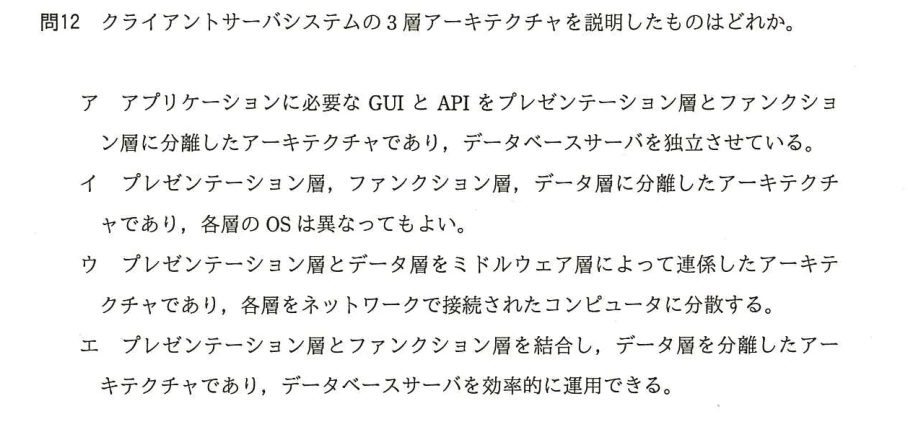 問12　クライアントサーバシステムの3層アーキテクチャを説明したものはどれか。
ア　アプリケーションに必要な GUI と API をプレゼンテーション層とファンクショ
ン層に分離したアーキテクチャであり，データベースサーバを独立させている。
イ　プレゼンテーション層，ファンクション層，データ層に分離したアーキテクチ
ャであり，各層の OS は異なってもよい。
ウ　プレゼンテーション層とデータ層をミドルウェア層によって連係したアーキテ
クチャであり，各層をネットワークで接続されたコンピュータに分散する。
エ　プレゼンテーション層とファンクション層を結合し，データ層を分離したアー
キテクチャであり，データベースサーバを効率的に運用できる。